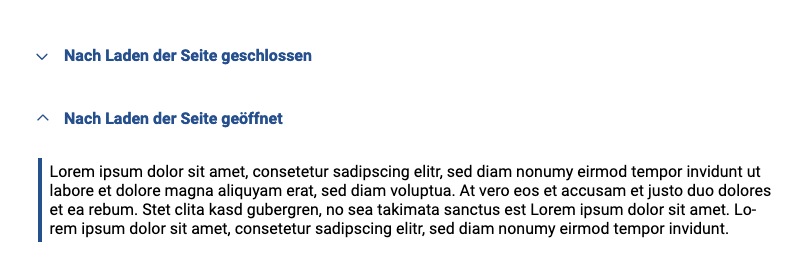 Nach Laden der Seite geschlossen
Nach Laden der Seite geöffnet
Lorem ipsum dolor sit amet, consetetur sadipscing elitr, sed diam nonumy eirmod tempor invidunt ut
labore et dolore magna aliquyam erat, sed diam voluptua. At vero eos et accusam et justo duo dolores
et ea rebum. Stet clita kasd gubergren, no sea takimata sanctus est Lorem ipsum dolor sit amet. Lo-
rem ipsum dolor sit amet, consetetur sadipscing elitr, sed diam nonumy eirmod tempor invidunt.